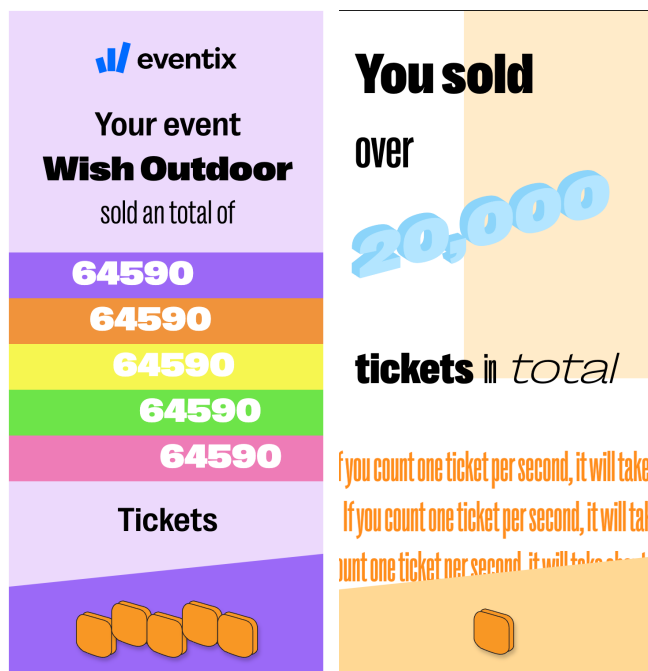 eventix
Your event
Wish Outdoor
sold an total of
64590
64590
64590
64590
64590
Tickets
You sold
over
20,000
tickets in total
f you count one ticket per second, it will take
If you count one ticket per second, it will tak
ount one ticket per second, it will take about